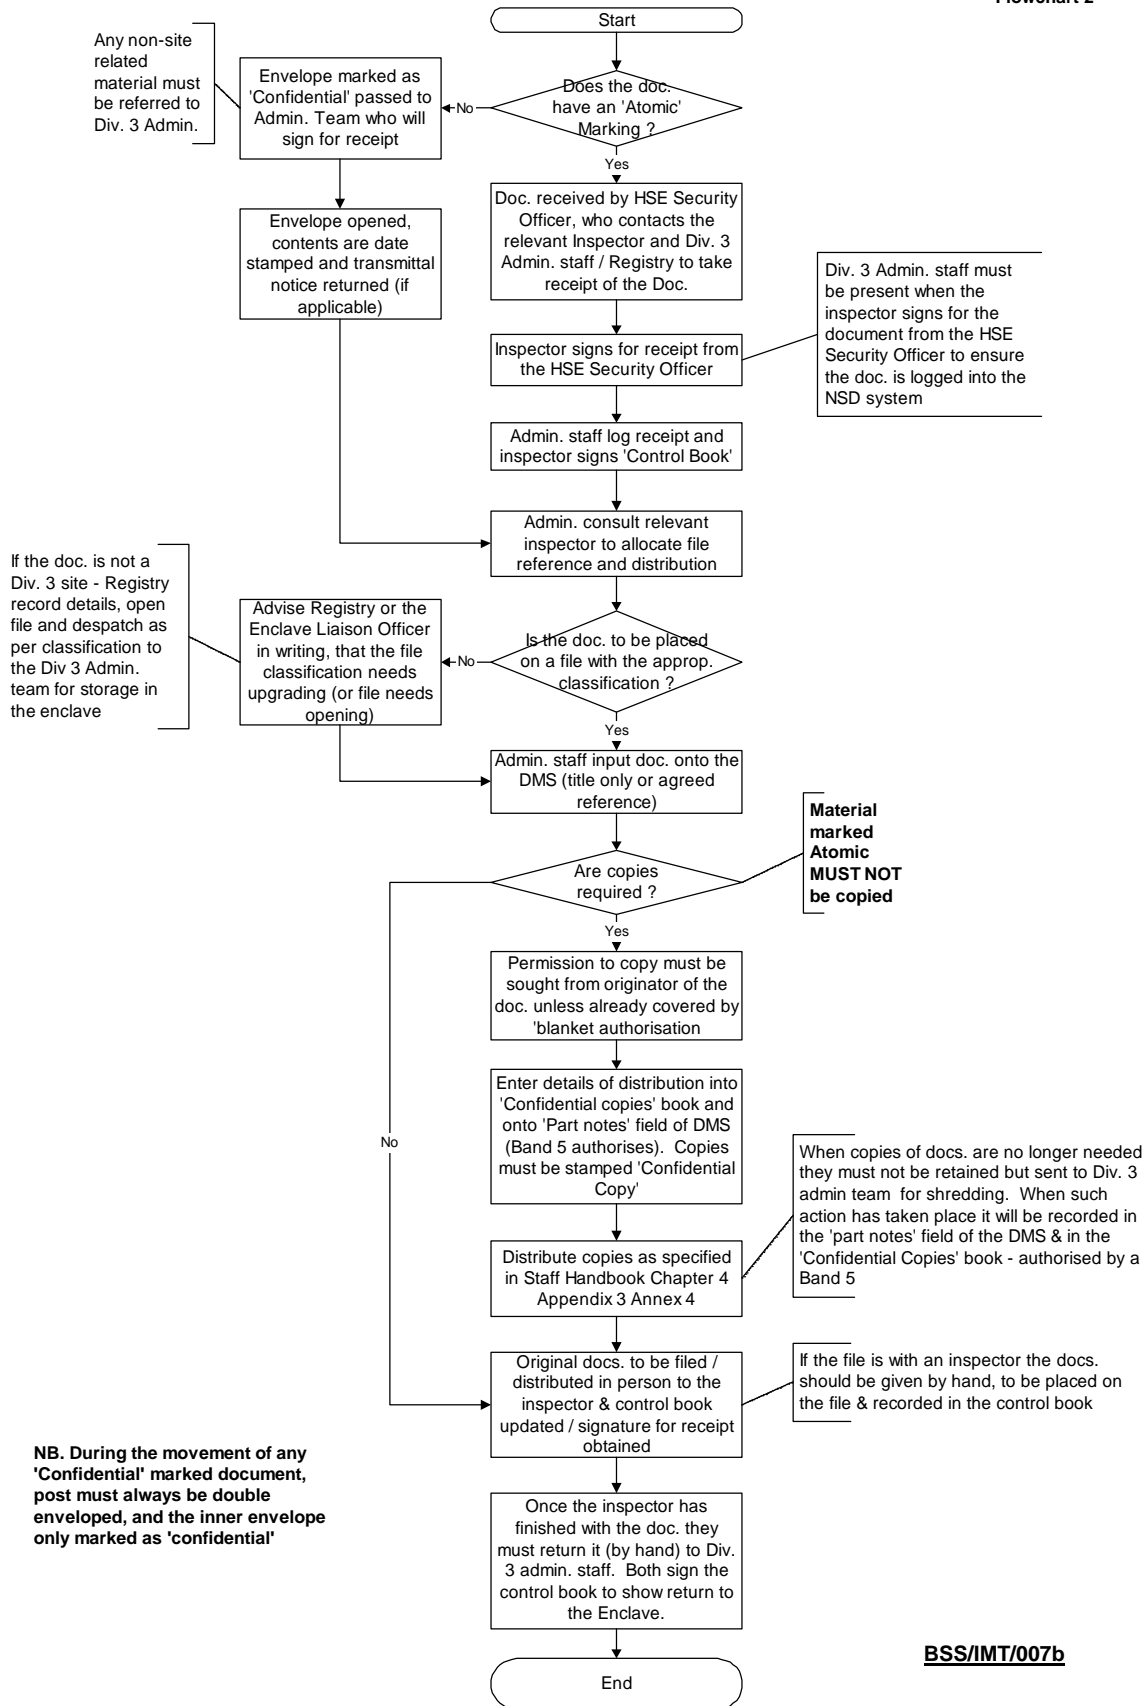 Flowchart 2
Start
Any non-site
related
material must
be referred to
Div. 3 Admin.
Envelope marked as
'Confidential' passed to
Admin. Team who will
sign for receipt
No
Does the doc.
have an 'Atomic'
Marking ?
Yes
Envelope opened,
contents are date
stamped and transmittal
notice returned (if
applicable)
Doc. received by HSE Security
Officer, who contacts the
relevant Inspector and Div. 3
Admin. staff / Registry to take
receipt of the Doc.
Div. 3 Admin. staff must
be present when the
inspector signs for the
document from the HSE
Security Officer to ensure
the doc. is logged into the
NSD system
Inspector signs for receipt from
the HSE Security Officer
Admin. staff log receipt and
inspector signs 'Control Book'
Admin. consult relevant
inspector to allocate file
reference and distribution
If the doc. is not a
Div. 3 site - Registry
record details, open
file and despatch as
per classification to
the Div 3 Admin.
team for storage in
the enclave
Advise Registry or the
Enclave Liaison Officer
in writing, that the file
classification needs
upgrading (or file needs
opening)
No
Is the doc. to be placed
on a file with the approp.
classification ?
Yes
Admin. staff input doc. onto the
DMS (title only or agreed
reference)
Material
marked
Atomic
MUST NOT
be copied
Are copies
required ?
Yes
Permission to copy must be
sought from originator of the
doc. unless already covered by
'blanket authorisation
Enter details of distribution into
'Confidential copies' book and
onto 'Part notes' field of DMS
(Band 5 authorises).  Copies
must be stamped 'Confidential
Copy'
No
When copies of docs. are no longer needed
they must not be retained but sent to Div. 3
admin team  for shredding.  When such
action has taken place it will be recorded in
the 'part notes' field of the DMS & in the
'Confidential Copies' book - authorised by a
Band 5
Distribute copies as specified
in Staff Handbook Chapter 4
Appendix 3 Annex 4
Original docs. to be filed /
distributed in person to the
inspector & control book
updated / signature for receipt
obtained
If the file is with an inspector the docs.
should be given by hand, to be placed on
the file & recorded in the control book
NB. During the movement of any
'Confidential' marked document,
post must always be double
enveloped, and the inner envelope
only marked as 'confidential'
Once the inspector has
finished with the doc. they
must return it (by hand) to Div.
3 admin. staff.  Both sign the
control book to show return to
the Enclave.
End
BSS/IMT/007b